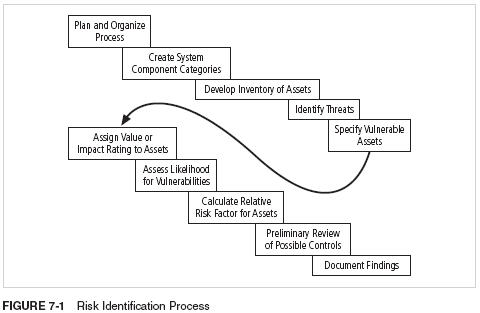 Plan and Organize
Process
Create System
Component Categories
Develop Inventory of Assets
Identify Threats
Specify Vulnerable
Assets
Assign Value or
Impact Rating to Assets
Assess Likelihood
for Vulnerabilities
Calculate Relative
Risk Factor for Assets
Preliminary Review
of Possible Controls
Document Findings
FIGURE 7-1 Risk Identification Process